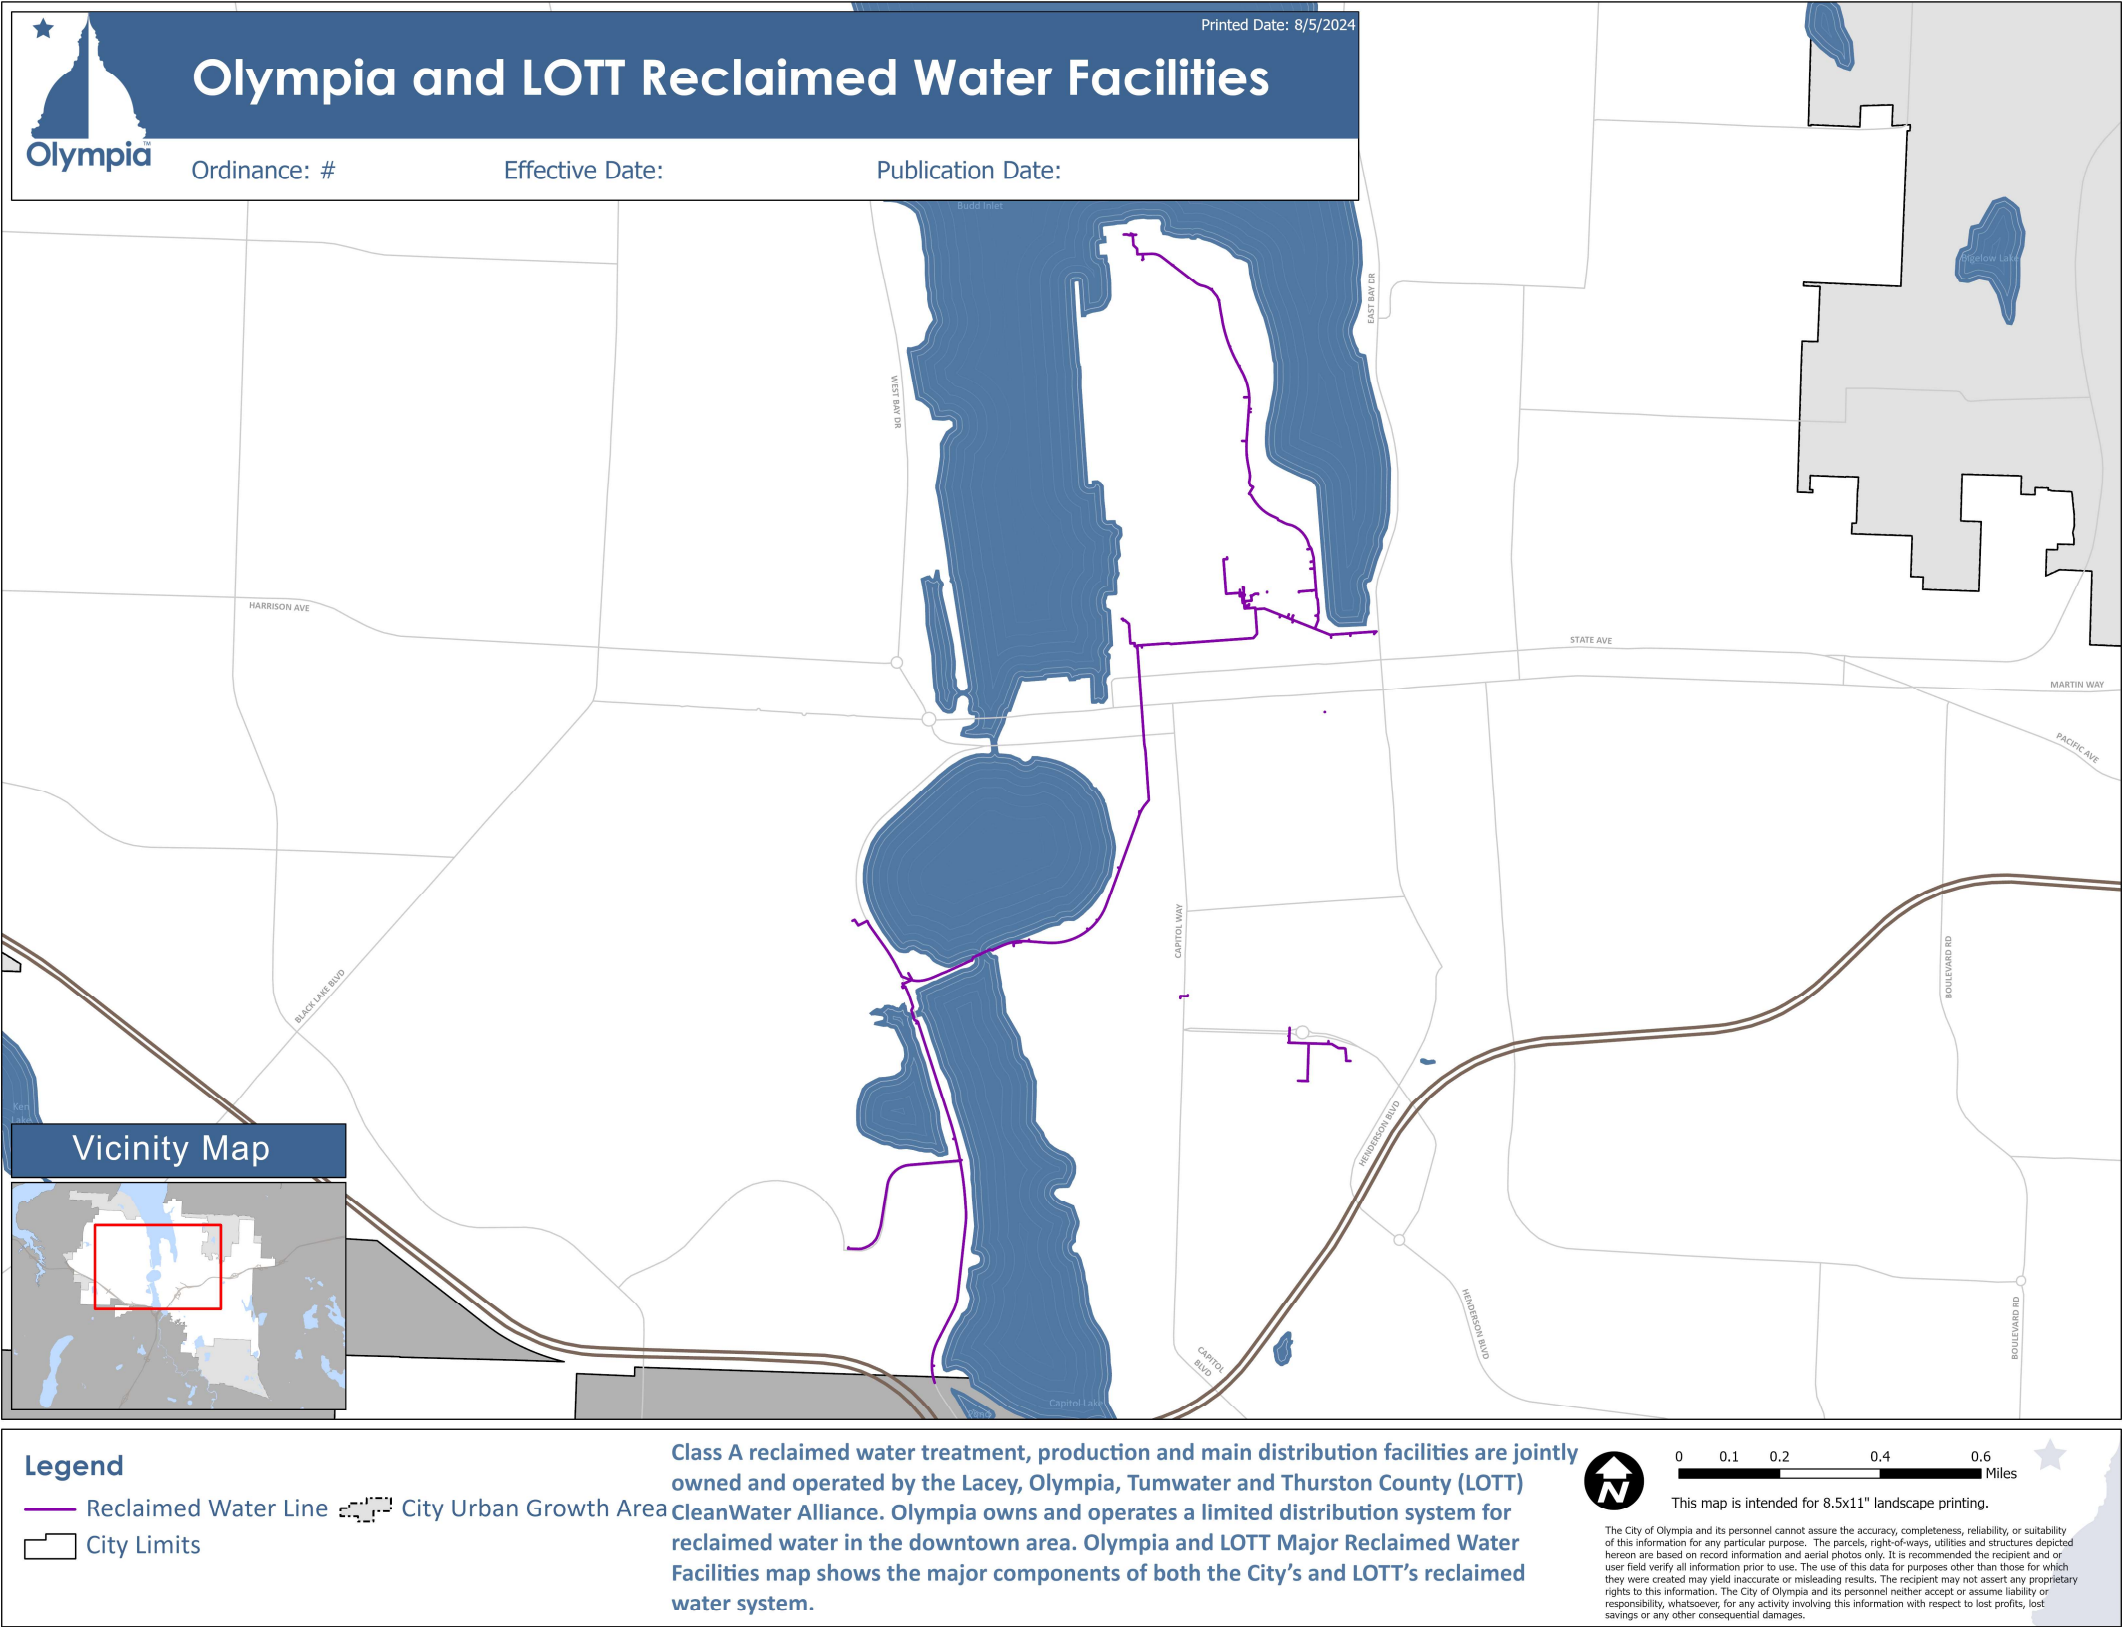 Printed Date: 8/5/2024
Olympia and LOTT Reclaimed Water Facilities
Olympia™
Ordinance: #
Effective Date:
Publication Date:
Budd Inlet
Bigelow Lake
EAST BAY DR
WEST BAY DR
HARRISON AVE
STATE AVE
MARTIN WAY
PACIFIC AVE
CAPITOL WAY
BOULEVARD RD
BLACK LAKE BLVD
Ken
Lake
HENDERSON BLVD
HENDERSON BLVD
BOULEVARD RD
CAPITOL
BLVD
Capitol Lake
Vicinity Map
Legend
Reclaimed Water Line
City Urban Growth Area
City Limits
Class A reclaimed water treatment, production and main distribution facilities are jointly
owned and operated by the Lacey, Olympia, Tumwater and Thurston County (LOTT)
CleanWater Alliance. Olympia owns and operates a limited distribution system for
reclaimed water in the downtown area. Olympia and LOTT Major Reclaimed Water
Facilities map shows the major components of both the City's and LOTT's reclaimed
water system.
N
0 0.1 0.2 0.4 0.6
Miles
This map is intended for 8.5x11" landscape printing.
The City of Olympia and its personnel cannot assure the accuracy, completeness, reliability, or suitability
of this information for any particular purpose. The parcels, right-of-ways, utilities and structures depicted
hereon are based on record information and aerial photos only. It is recommended the recipient and or
user field verify all information prior to use. The use of this data for purposes other than those for which
they were created may yield inaccurate or misleading results. The recipient may not assert any proprietary
rights to this information. The City of Olympia and its personnel neither accept or assume liability or
responsibility, whatsoever, for any activity involving this information with respect to lost profits, lost
savings or any other consequential damages.